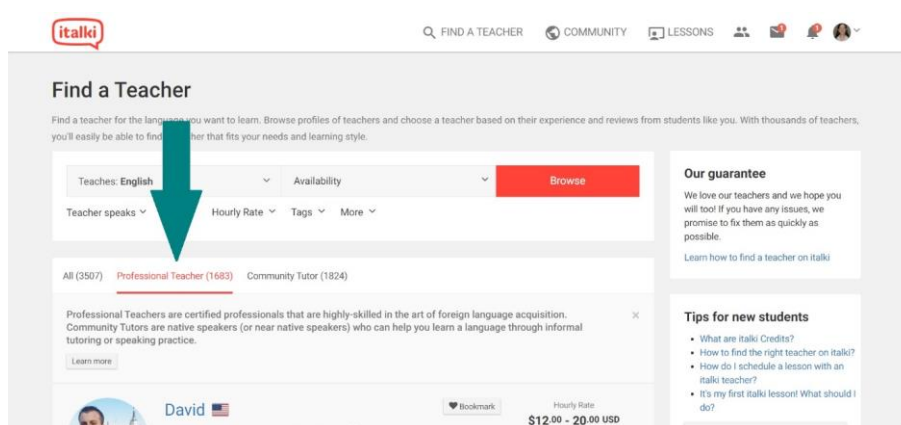 italki
FIND A TEACHER
COMMUNITY
LESSONS
Find a Teacher
Find a teacher for the language you want to learn. Browse profiles of teachers and choose a teacher based on their experience and reviews from students like you. With thousands of teachers,
you'll easily be able to find her that fits your needs and learning style.
Teaches: English
Availability
Browse
Teacher speaks
Hourly Rate
Tags
More
All (3507)
Professional Teacher (1683)
Community Tutor (1824)
Professional Teachers are certified professionals that are highly-skilled in the art of foreign language acquisition.
Community Tutors are native speakers (or near native speakers) who can help you learn a language through informal
tutoring or speaking practice.
Learn more
David
Bookmark
Hourly Rate
$12.00 - 20.00 USD
Our guarantee
We love our teachers and we hope you
will too! If you have any issues, we
promise to fix them as quickly as
possible.
Learn how to find a teacher on italki
Tips for new students
What are italki Credits?
How to find the right teacher on italki?
How do I schedule a lesson with an
italki teacher?
It's my first italki lesson! What should I
do?